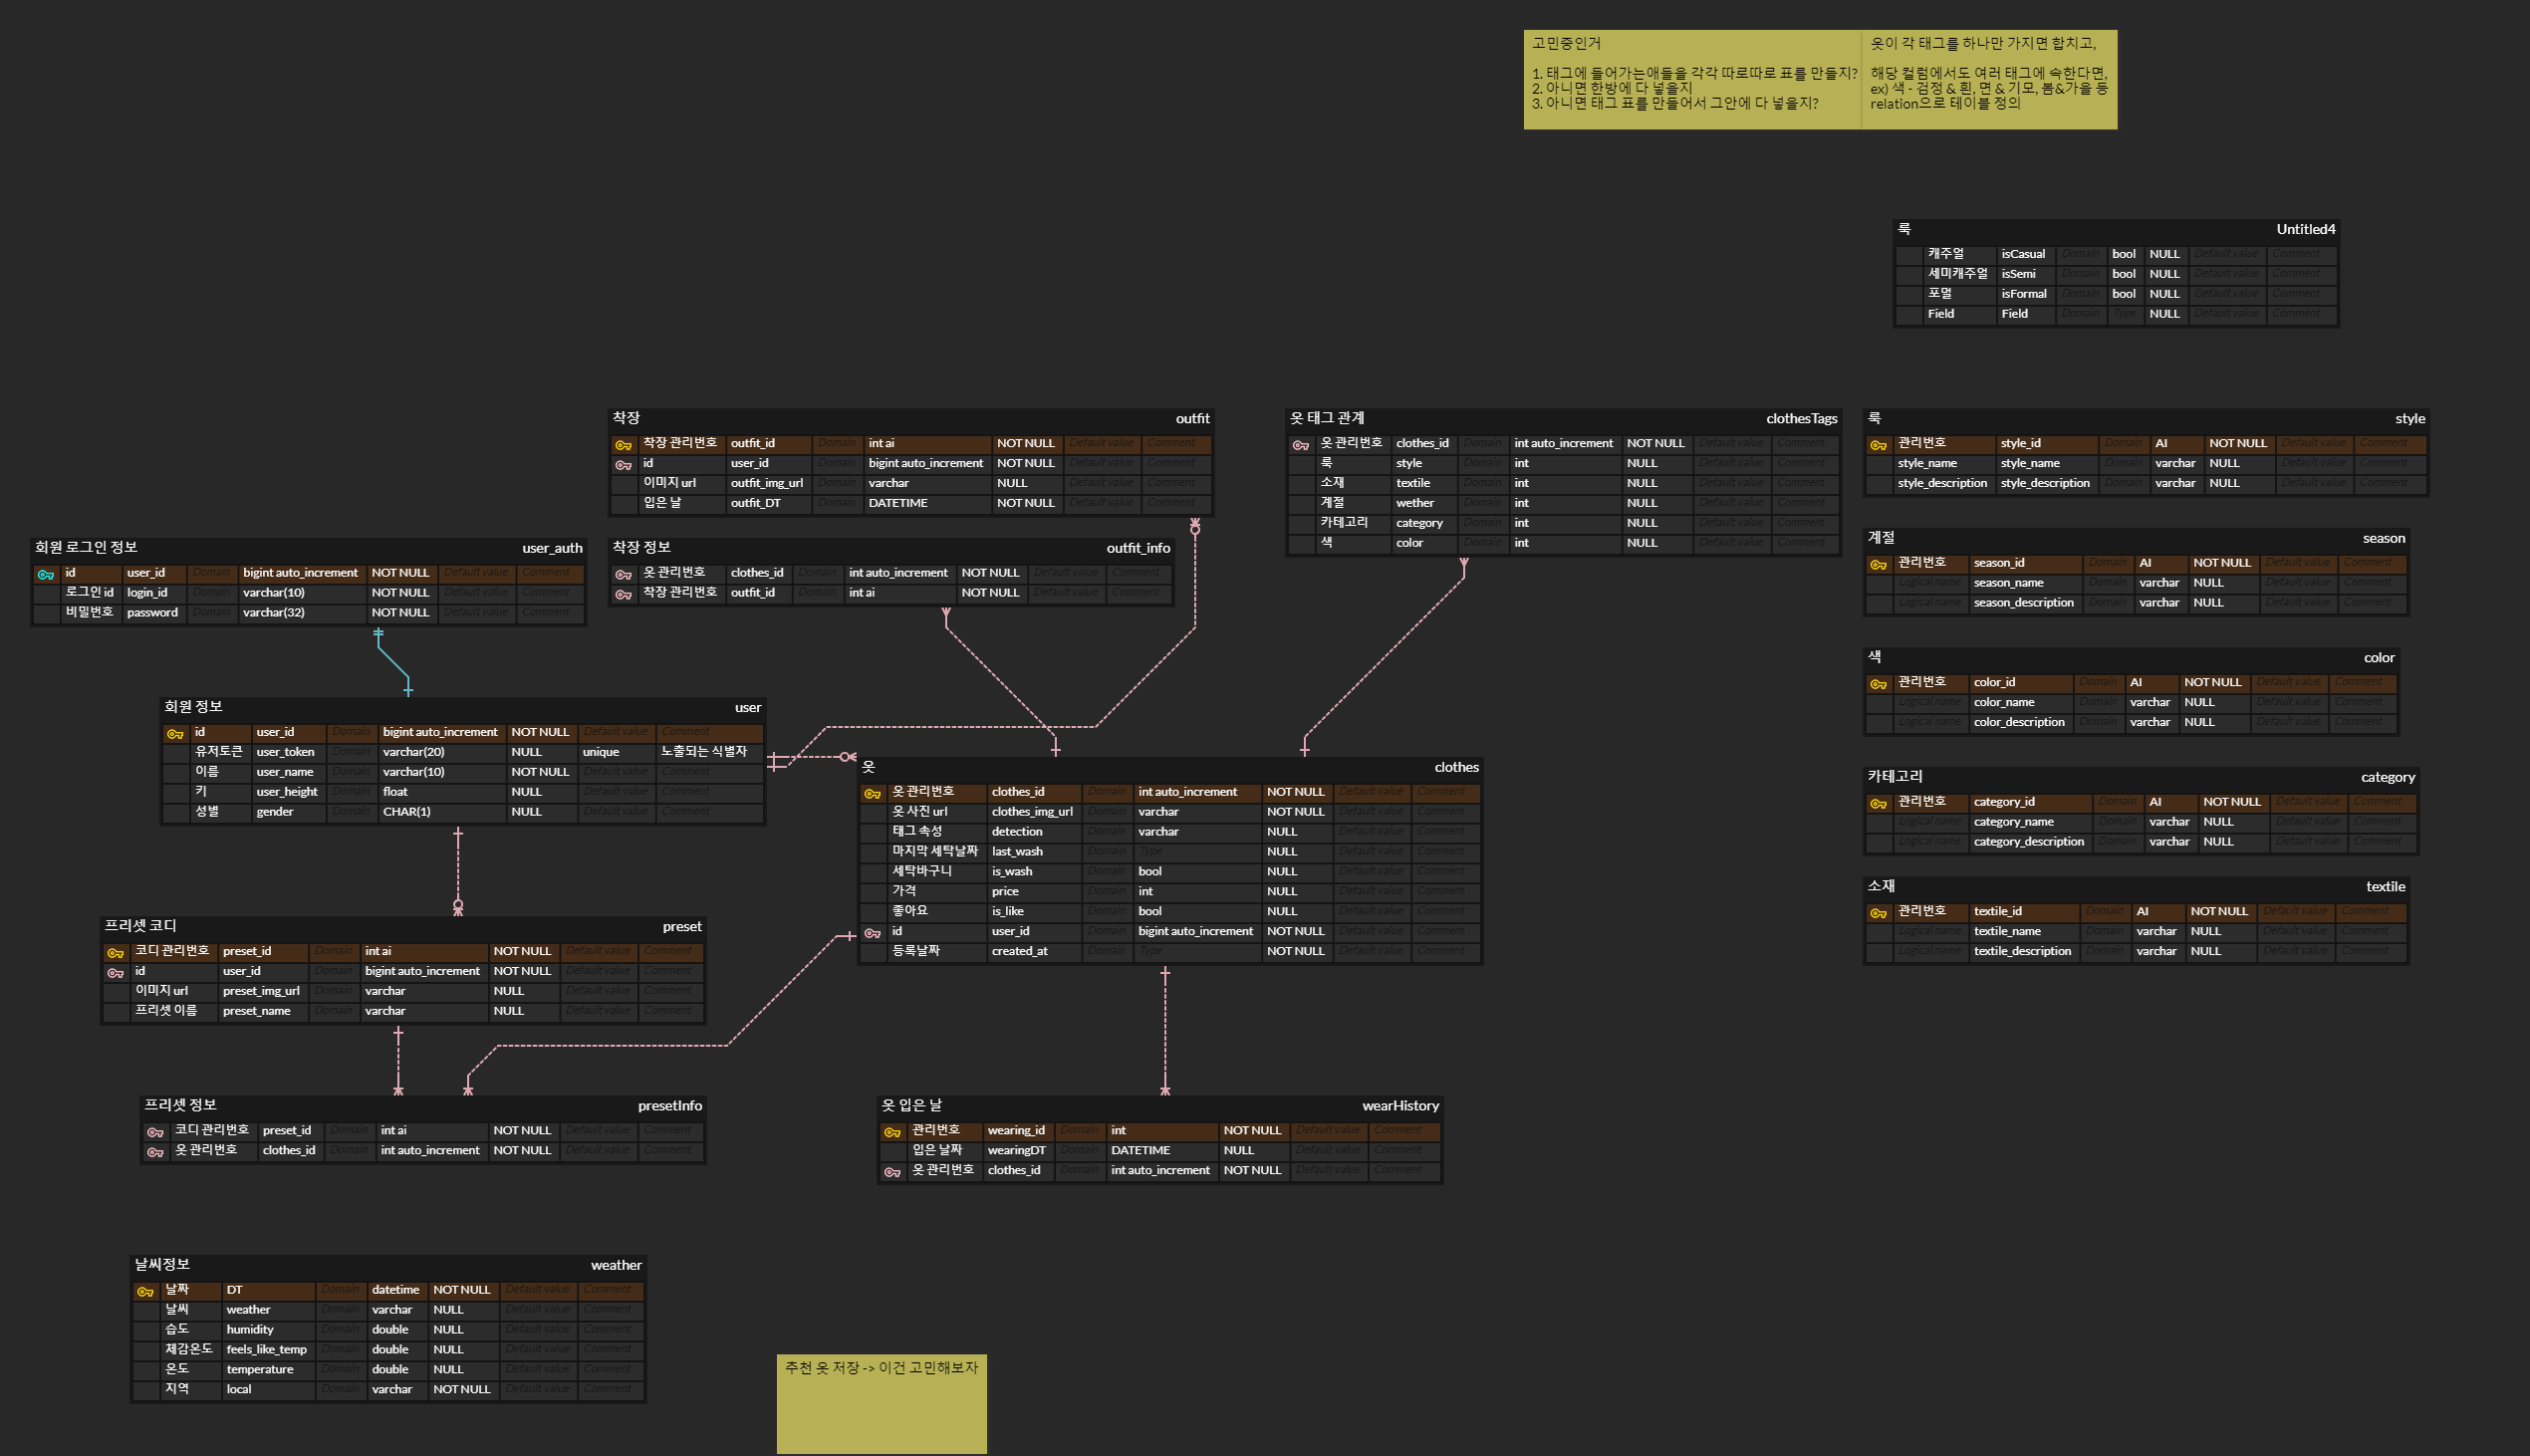 고민중인거
1. 태그에 들어가는애들을 각각 따로따로 표를 만들지?
2. 아니면 한방에 다 넣을지
3. 아니면 태그 표를 만들어서 그안에 다 넣을지?
옷이 각 태그를 하나만 가지면 합치고,
해당 컬럼에서도 여러 태그에 속한다면,
ex) 색 - 검정 & 흰, 면 & 기모, 봄&가을 등
relation으로 테이블 정의
룩 Untitled4
캐주얼 isCasual Domain bool NULL Default value Comment
세미캐주얼 isSemi Domain bool NULL Default value Comment
포멀 isFormal Domain bool NULL Default value Comment
Field Field Domain Type NULL Default value Comment
착장 outfit
착장 관리번호 outfit_id Domain int ai NOT NULL Default value Comment
id user_id Domain bigint auto_increment NOT NULL Default value Comment
이미지 url outfit_img_url Domain varchar NULL Default value Comment
입은 날 outfit_DT Domain DATETIME NOT NULL Default value Comment
옷 태그 관계 clothesTags
옷 관리번호 clothes_id Domain int auto_increment NOT NULL Default value Comment
룩 style Domain int NULL Default value Comment
소재 textile Domain int NULL Default value Comment
계절 wether Domain int NULL Default value Comment
카테고리 category Domain int NULL Default value Comment
색 color Domain int NULL Default value Comment
룩 style
관리번호 style_id Domain AI NOT NULL Default value Comment
style_name style_name Domain varchar NULL Default value Comment
style_description style_description Domain varchar NULL Default value Comment
회원 로그인 정보 user_auth
id user_id Domain bigint auto_increment NOT NULL Default value Comment
로그인 id login_id Domain varchar(10) NOT NULL Default value Comment
비밀번호 password Domain varchar(32) NOT NULL Default value Comment
착장 정보 outfit_info
옷 관리번호 clothes_id Domain int auto_increment NOT NULL Default value Comment
착장 관리번호 outfit_id Domain int ai NOT NULL Default value Comment
계절 season
관리번호 season_id Domain AI NOT NULL Default value Comment
Logical name season_name Domain varchar NULL Default value Comment
Logical name season_description Domain varchar NULL Default value Comment
색 color
관리번호 color_id Domain AI NOT NULL Default value Comment
Logical name color_name Domain varchar NULL Default value Comment
Logical name color_description Domain varchar NULL Default value Comment
회원 정보 user
id user_id Domain bigint auto_increment NOT NULL Default value Comment
유저토큰 user_token Domain varchar(20) NULL unique 노출되는 식별자
이름 user_name Domain varchar(10) NOT NULL Default value Comment
키 user_height Domain float NULL Default value Comment
성별 gender Domain CHAR(1) NULL Default value Comment
옷 clothes
옷 관리번호 clothes_id Domain int auto_increment NOT NULL Default value Comment
옷 사진 url clothes_img_url Domain varchar NOT NULL Default value Comment
태그 속성 detection Domain varchar NULL Default value Comment
마지막 세탁날짜 last_wash Domain Type NULL Default value Comment
세탁바구니 is_wash Domain bool NULL Default value Comment
가격 price Domain int NULL Default value Comment
좋아요 is_like Domain bool NULL Default value Comment
id user_id Domain bigint auto_increment NOT NULL Default value Comment
등록날짜 created_at Domain Type NOT NULL Default value Comment
카테고리 category
관리번호 category_id Domain AI NOT NULL Default value Comment
Logical name category_name Domain varchar NULL Default value Comment
Logical name category_description Domain varchar NULL Default value Comment
소재 textile
관리번호 textile_id Domain AI NOT NULL Default value Comment
Logical name textile_name Domain varchar NULL Default value Comment
Logical name textile_description Domain varchar NULL Default value Comment
프리셋 코디 preset
코디 관리번호 preset_id Domain int ai NOT NULL Default value Comment
id user_id Domain bigint auto_increment NOT NULL Default value Comment
이미지 url preset_img_url Domain varchar NULL Default value Comment
프리셋 이름 preset_name Domain varchar NULL Default value Comment
프리셋 정보 presetInfo
코디 관리번호 preset_id Domain int ai NOT NULL Default value Comment
옷 관리번호 clothes_id Domain int auto_increment NOT NULL Default value Comment
옷 입은 날 wearHistory
관리번호 wearing_id Domain int NOT NULL Default value Comment
입은 날짜 wearingDT Domain DATETIME NULL Default value Comment
옷 관리번호 clothes_id Domain int auto_increment NOT NULL Default value Comment
날씨정보 weather
날짜 DT Domain datetime NOT NULL Default value Comment
날씨 weather Domain varchar NULL Default value Comment
습도 humidity Domain double NULL Default value Comment
체감온도 feels_like_temp Domain double NULL Default value Comment
온도 temperature Domain double NULL Default value Comment
지역 local Domain varchar NOT NULL Default value Comment
추천 옷 저장 -> 이건 고민해보자